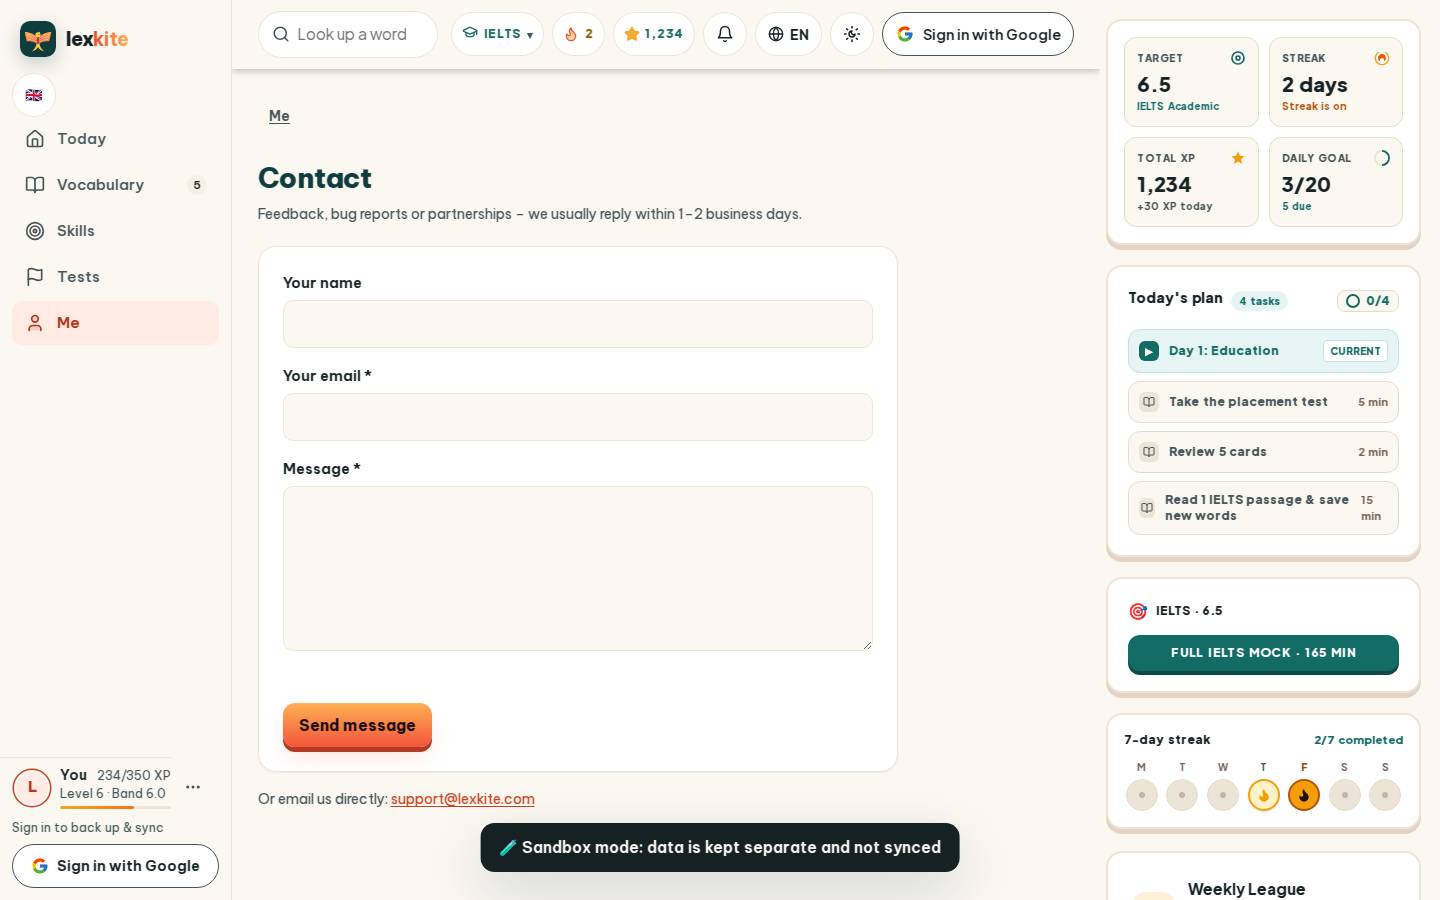 lexkite
Today
Vocabulary 5
Skills
Tests
Me
L
You 234/350 XP
Level 6 · Band 6.0
Sign in to back up & sync
Sign in with Google
Look up a word
IELTS ▾
2
1,234
EN
Sign in with Google
Me
Contact
Feedback, bug reports or partnerships – we usually reply within 1–2 business days.
Your name
Your email *
Message *
Send message
Or email us directly: support@lexkite.com
🧪 Sandbox mode: data is kept separate and not synced
TARGET
6.5
IELTS Academic
STREAK
2 days
Streak is on
TOTAL XP
1,234
+30 XP today
DAILY GOAL
3/20
5 due
Today's plan 4 tasks 0/4
Day 1: Education CURRENT
Take the placement test 5 min
Review 5 cards 2 min
Read 1 IELTS passage & save 15
new words min
IELTS · 6.5
FULL IELTS MOCK · 165 MIN
7-day streak 2/7 completed
M T W T F S S
Weekly League